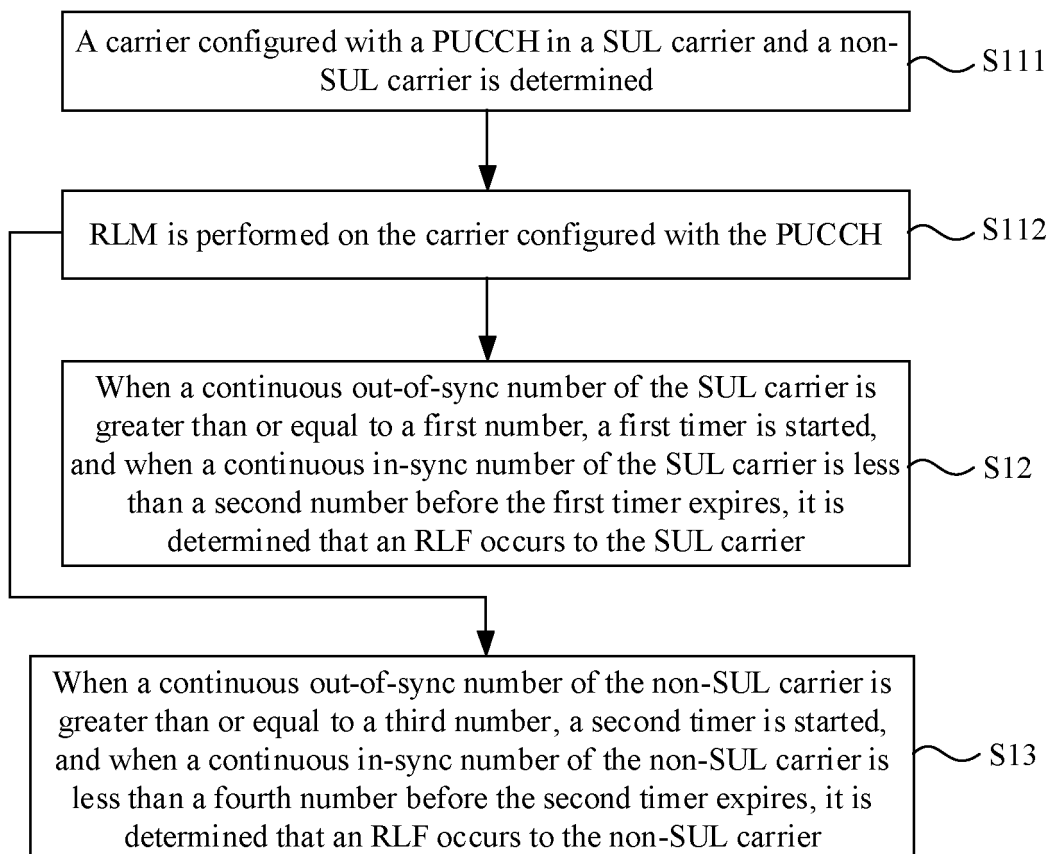 A carrier configured with a PUCCH in a SUL carrier and a non-
SUL carrier is determined
S111
RLM is performed on the carrier configured with the PUCCH
S112
When a continuous out-of-sync number of the SUL carrier is
greater than or equal to a first number, a first timer is started,
and when a continuous in-sync number of the SUL carrier is less
than a second number before the first timer expires, it is
determined that an RLF occurs to the SUL carrier
S12
When a continuous out-of-sync number of the non-SUL carrier is
greater than or equal to a third number, a second timer is started,
and when a continuous in-sync number of the non-SUL carrier is
less than a fourth number before the second timer expires, it is
determined that an RLF occurs to the non-SUL carrier
S13